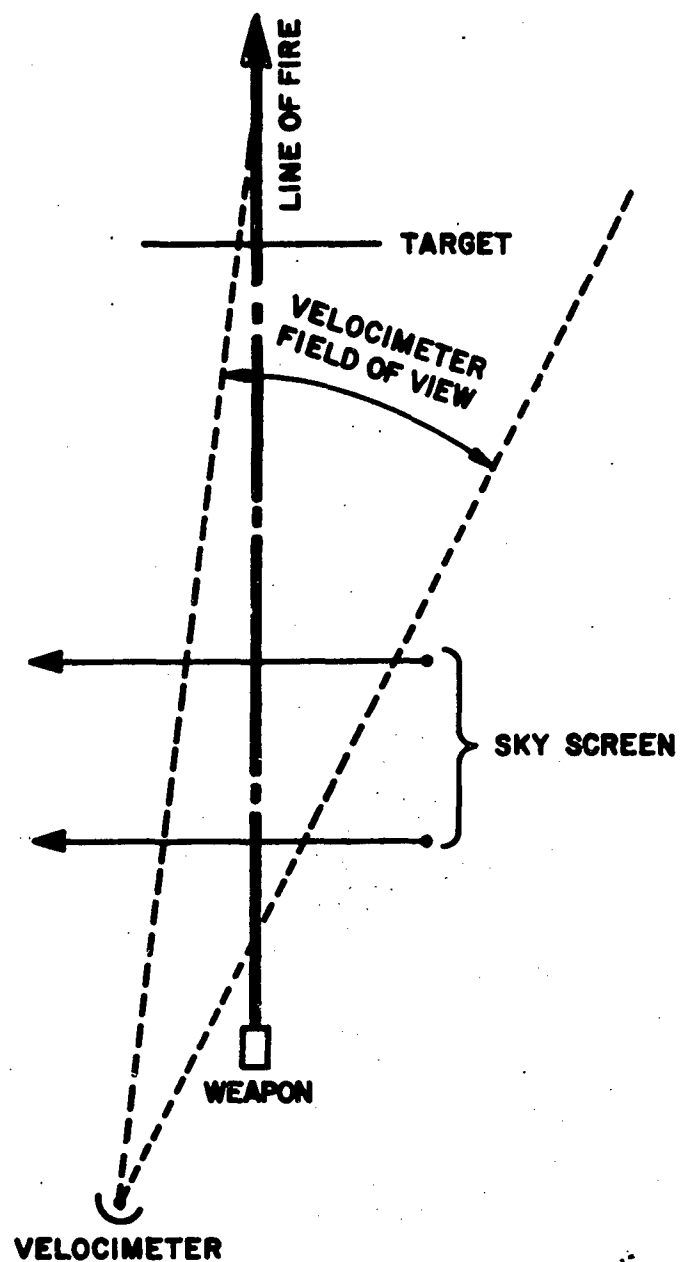 LINE OF FIRE
TARGET
VELOCIMETER
FIELD OF VIEW
SKY SCREEN
WEAPON
VELOCIMETER